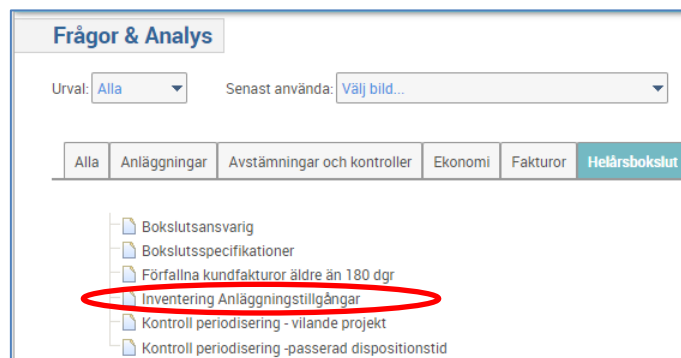 Frågor & Analys
Urval: Alla Senast använda: Välj bild...
Alla Anläggningar Avstämningar och kontroller Ekonomi Fakturor Helårsbokslut
Bokslutsansvarig
Bokslutsspecifikationer
Förfallna kundfakturor äldre än 180 dgr
Inventering Anläggningstillgångar
Kontroll periodisering - vilande projekt
Kontroll periodisering -passerad dispositionstid